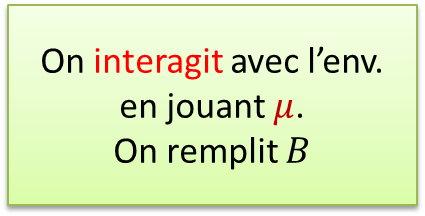 On interagit avec l’env.
en jouant 𝜇.
On remplit 𝐵